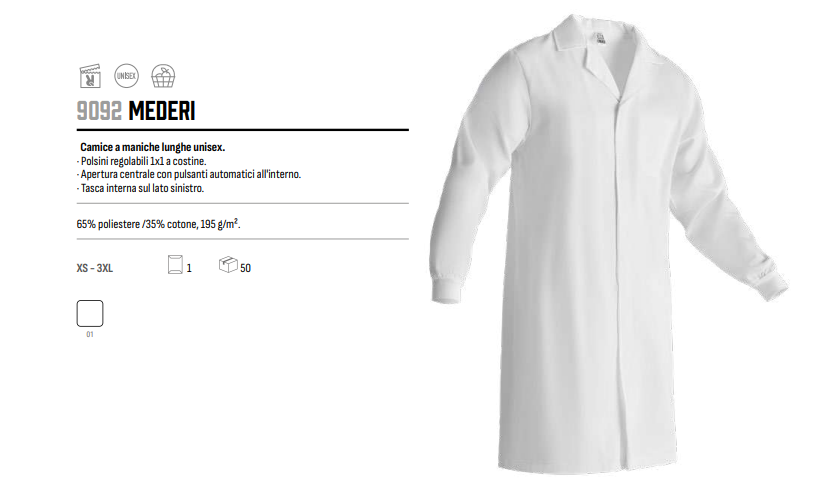 UNISEX
9092 MEDERI
Camice a maniche lunghe unisex.
· Polsini regolabili 1x1 a costine.
· Apertura centrale con pulsanti automatici all'interno.
· Tasca interna sul lato sinistro.
65% poliestere /35% cotone, 195 g/m².
XS - 3XL 1 50
01